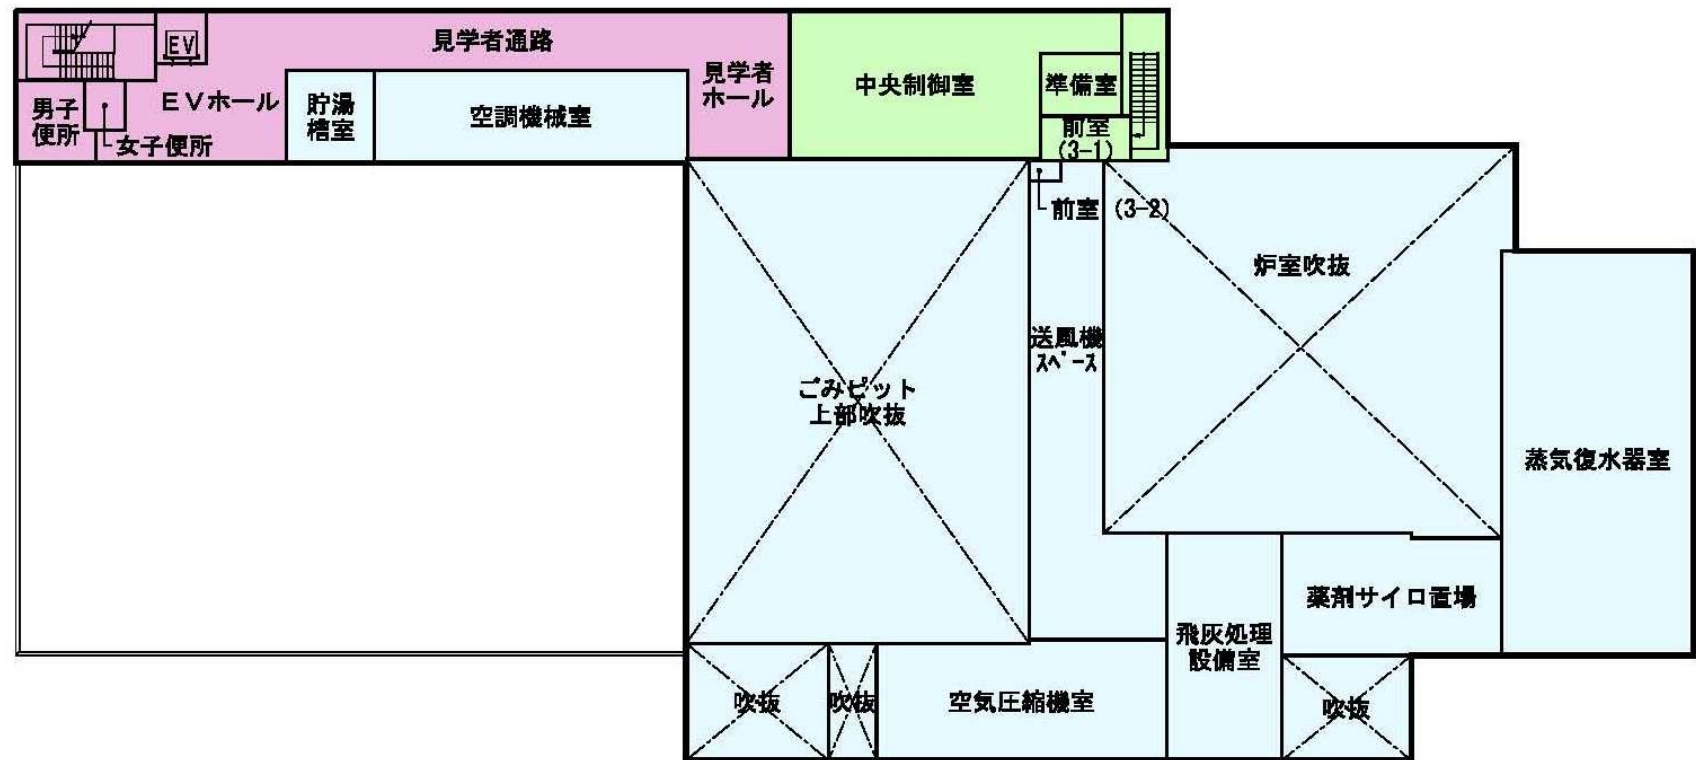 EV
見学者通路
見学者
ホール
中央制御室
準備室
前室
(3-1)
男子
便所
EVホール
女子便所
貯湯
槽室
空調機械室
前室 (3-2)
炉室吹抜
送風機
スペース
ごみピット
上部吹抜
蒸気復水器室
薬剤サイロ置場
飛灰処理
設備室
吹抜
吹抜
空気圧縮機室
吹抜